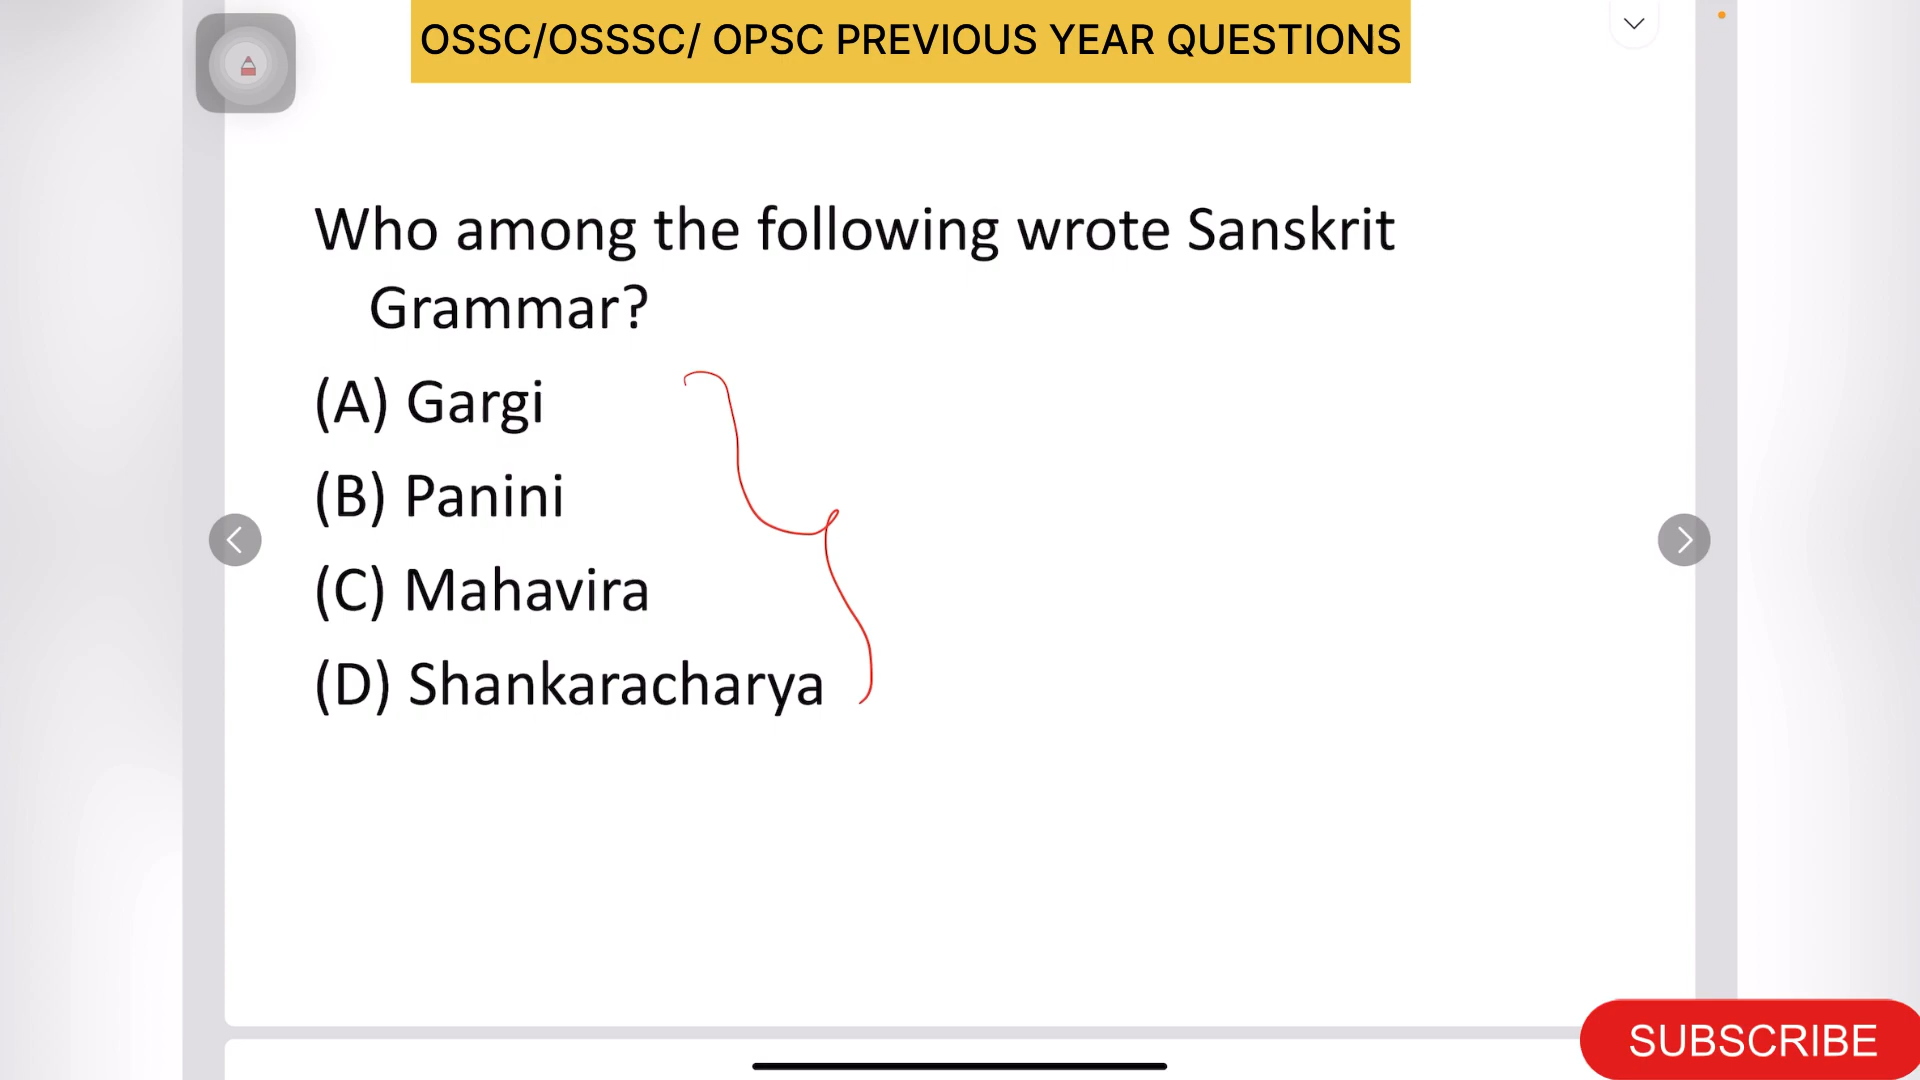 OSSC/OSSSC/ OPSC PREVIOUS YEAR QUESTIONS
Who among the following wrote Sanskrit
Grammar?
(A) Gargi
(B) Panini
(C) Mahavira
(D) Shankaracharya
SUBSCRIBE